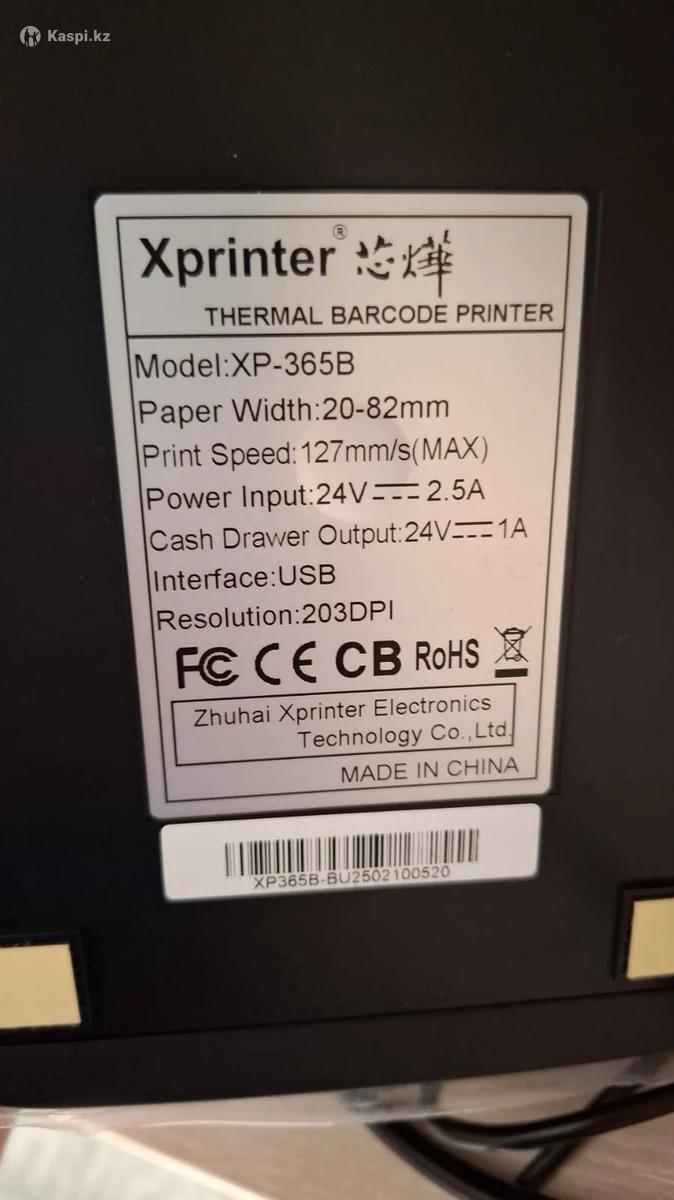 Kaspi.kz
Xprinter® 芯烨
THERMAL BARCODE PRINTER
Model:XP-365B
Paper Width:20-82mm
Print Speed:127mm/s(MAX)
Power Input:24V⎓2.5A
Cash Drawer Output:24V⎓1A
Interface:USB
Resolution:203DPI
FC CE CB RoHS
Zhuhai Xprinter Electronics
Technology Co.,Ltd.
MADE IN CHINA
XP365B-BU2502100520